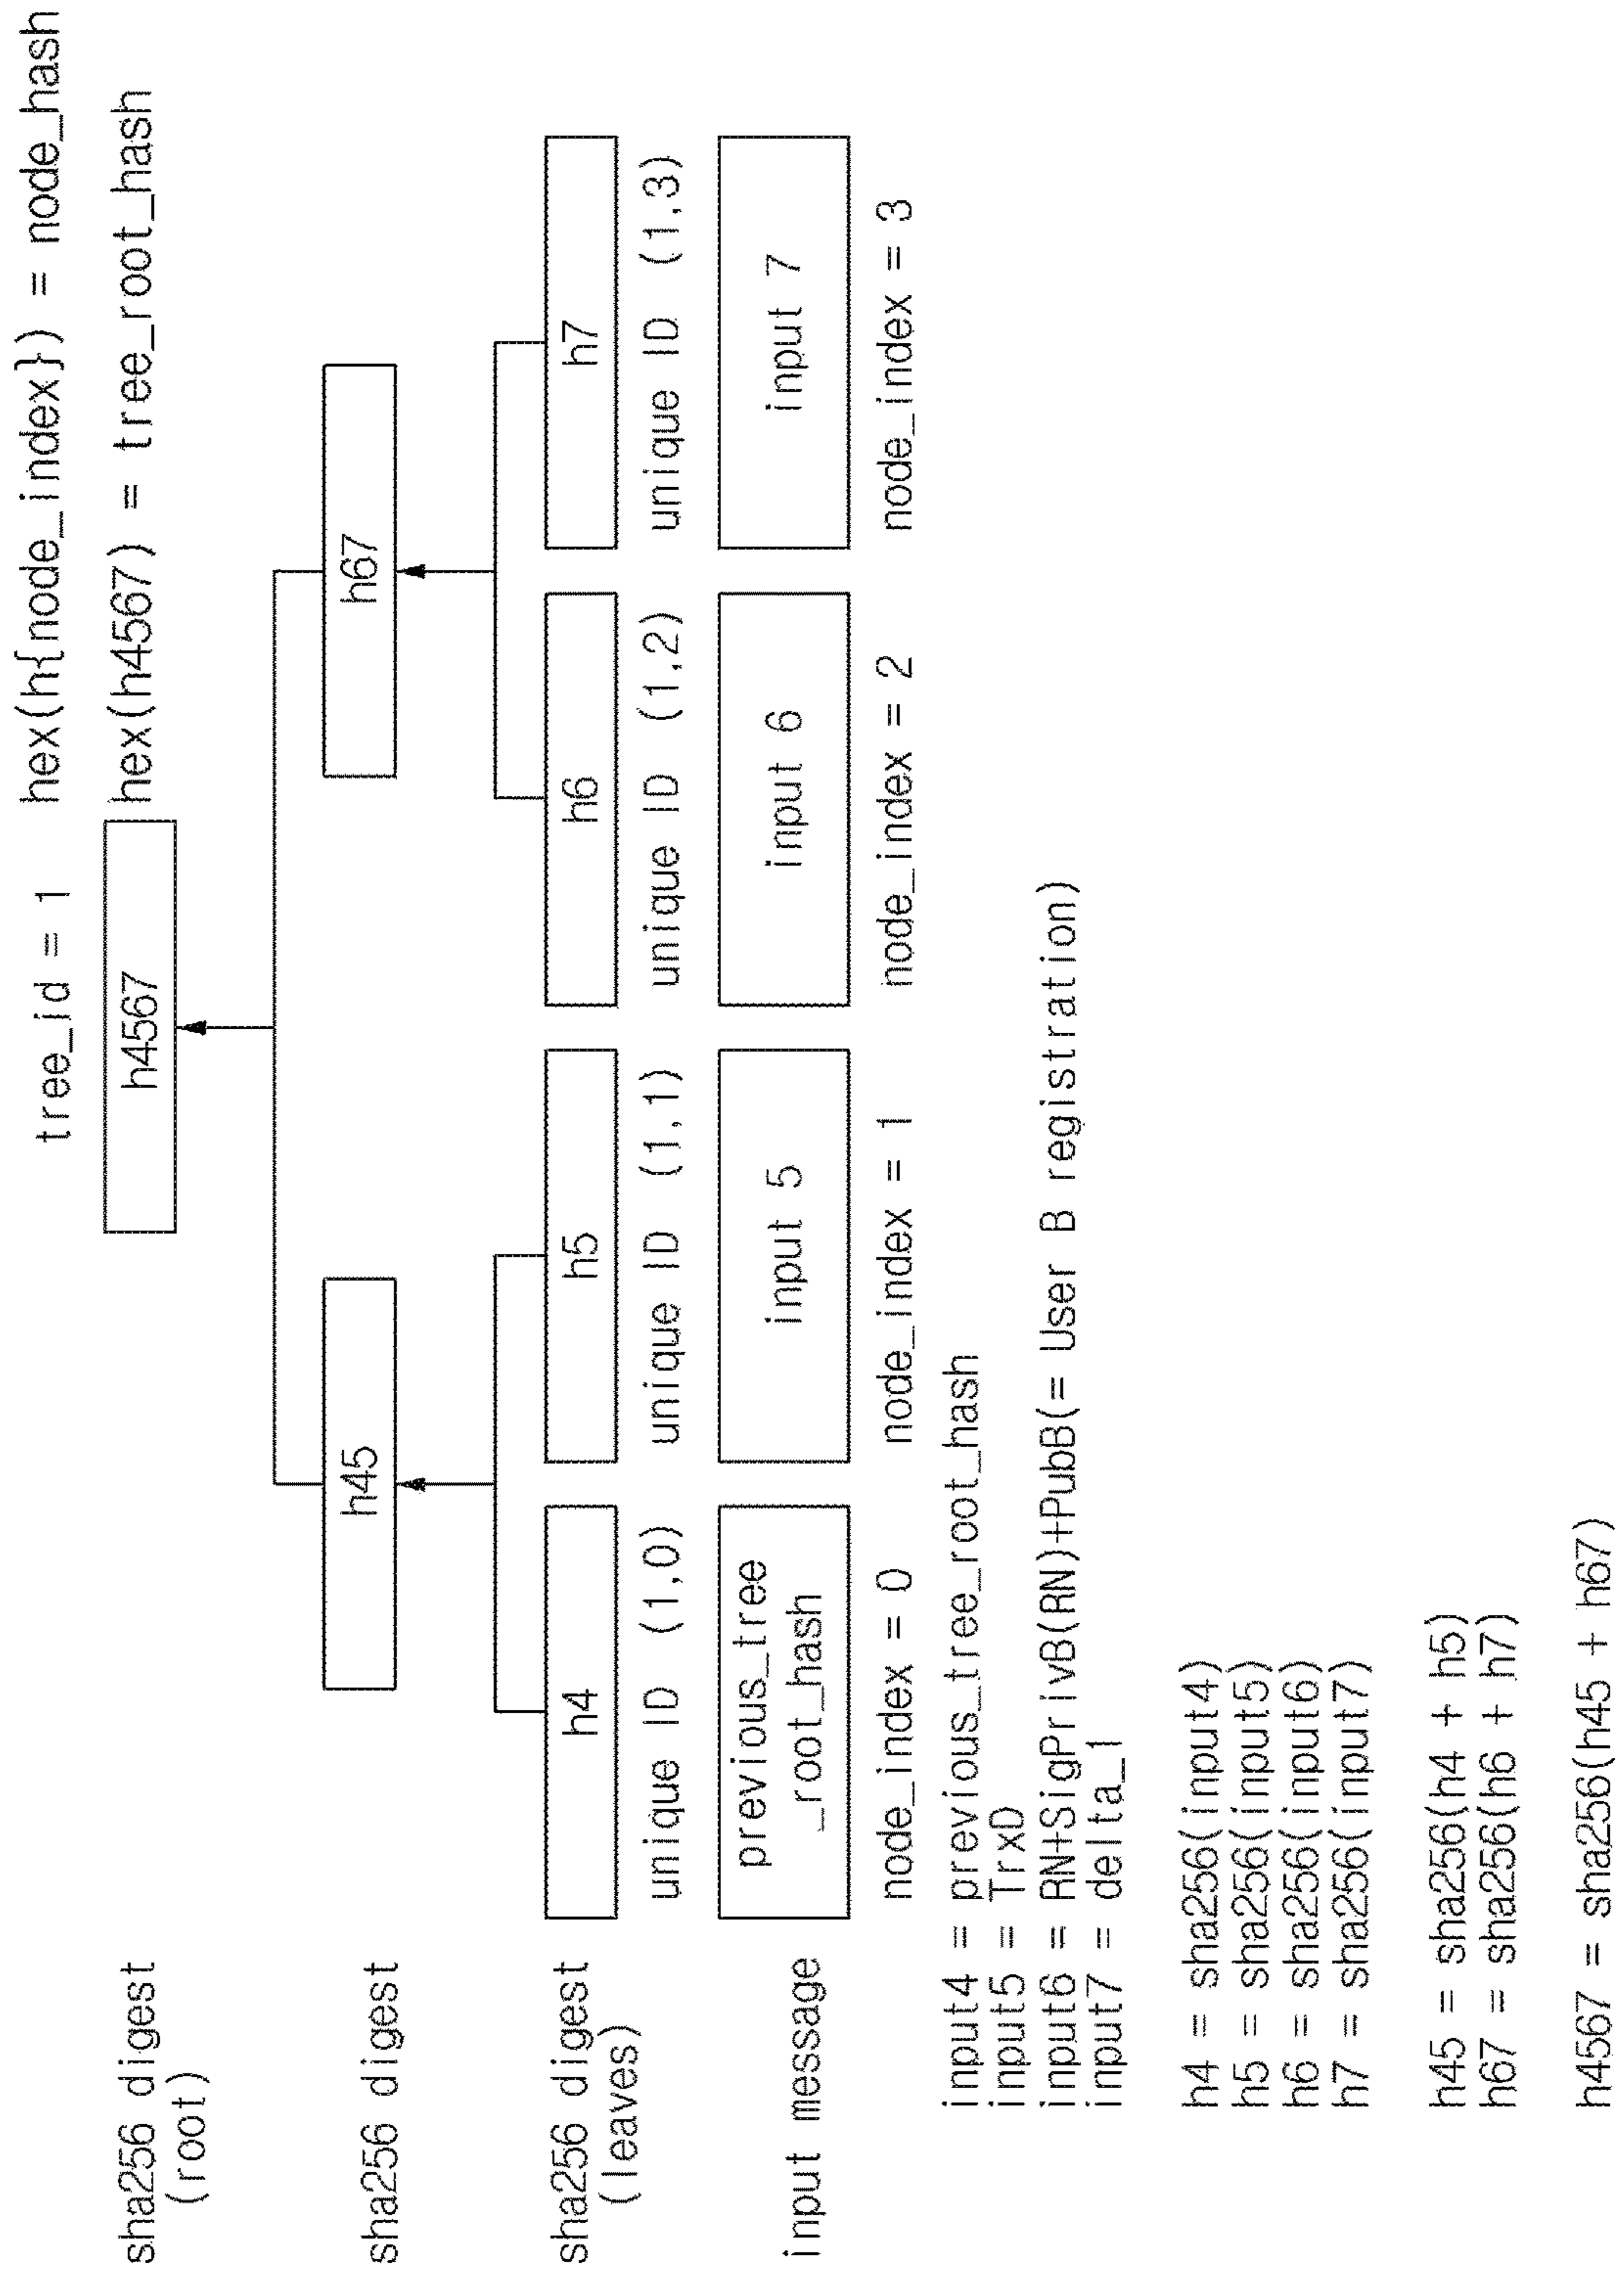 tree_id = 1 hex(h{node_index}) = node_hash
sha256 digest
(root)
h4567
hex(h4567) = tree_root_hash
sha256 digest
h45
h67
sha256 digest
(leaves)
h4
h5
h6
h7
unique ID (1,0)
unique ID (1,1)
unique ID (1,2)
unique ID (1,3)
input message
previous_tree
_root_hash
input 5
input 6
input 7
node_index = 0
node_index = 1
node_index = 2
node_index = 3
input4 = previous_tree_root_hash
input5 = TrxD
input6 = RN+SigPrivB(RN)+PubB(= User B registration)
input7 = delta_1
h4 = sha256(input4)
h5 = sha256(input5)
h6 = sha256(input6)
h7 = sha256(input7)
h45 = sha256(h4 + h5)
h67 = sha256(h6 + h7)
h4567 = sha256(h45 + h67)